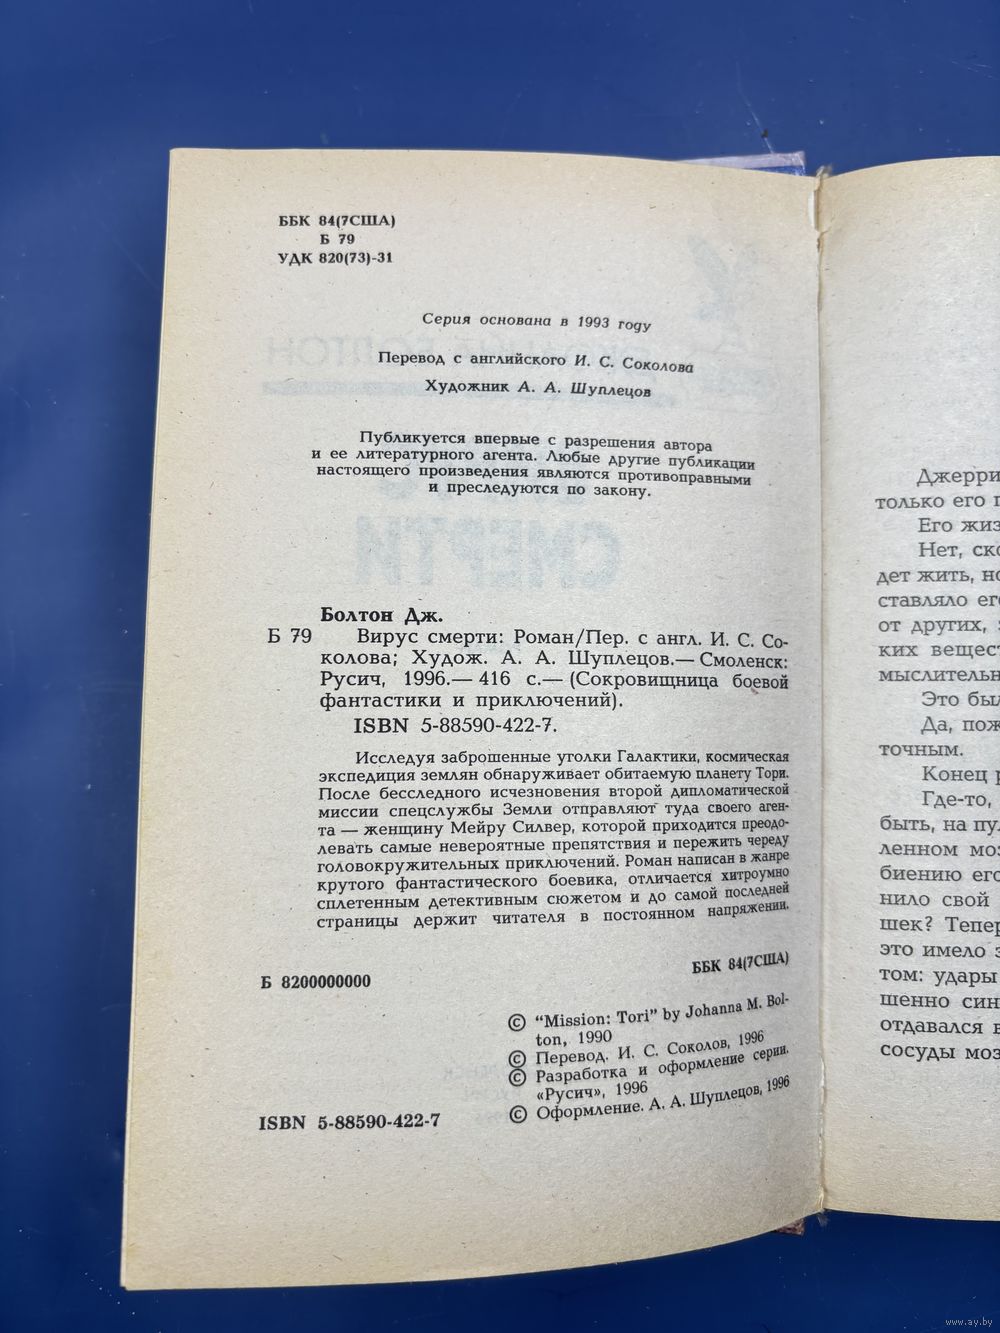 ББК 84(7США)
Б 79
УДК 820(73)-31
Серия основана в 1993 году
Перевод с английского И. С. Соколова
Художник А. А. Шуплецов
Публикуется впервые с разрешения автора
и ее литературного агента. Любые другие публикации
настоящего произведения являются противоправными
и преследуются по закону.
СМЕРТИ
Болтон Дж.
Б 79 Вирус смерти: Роман/Пер. с англ. И. С. Со-
колова; Худож. А. А. Шуплецов.— Смоленск:
Русич, 1996.— 416 с.— (Сокровищница боевой
фантастики и приключений).
ISBN 5-88590-422-7.
Исследуя заброшенные уголки Галактики, космическая
экспедиция землян обнаруживает обитаемую планету Тори.
После бесследного исчезновения второй дипломатической
миссии спецслужбы Земли отправляют туда своего аген-
та — женщину Мейру Силвер, которой приходится преодо-
левать самые невероятные препятствия и пережить череду
головокружительных приключений. Роман написан в жанре
крутого фантастического боевика, отличается хитроумно
сплетенным детективным сюжетом и до самой последней
страницы держит читателя в постоянном напряжении.
Б 8200000000
ББК 84(7США)
© “Mission: Tori” by Johanna M. Bol-
ton, 1990
© Перевод. И. С. Соколов, 1996
© Разработка и оформление серии.
«Русич», 1996
© Оформление. А. А. Шуплецов, 1996
ISBN 5-88590-422-7
Джерри
только его
Его жиз
Нет, ско
дет жить, но
ставляло ег
от других,
ких вещест
мыслительн
Это был
Да, пож
точным.
Конец
Где-то,
быть, на пул
ленном моз
биению его
нило свой
шек? Тепер
это имело
том: удары
шенно син
отдавался в
сосуды моз
www.ay.by